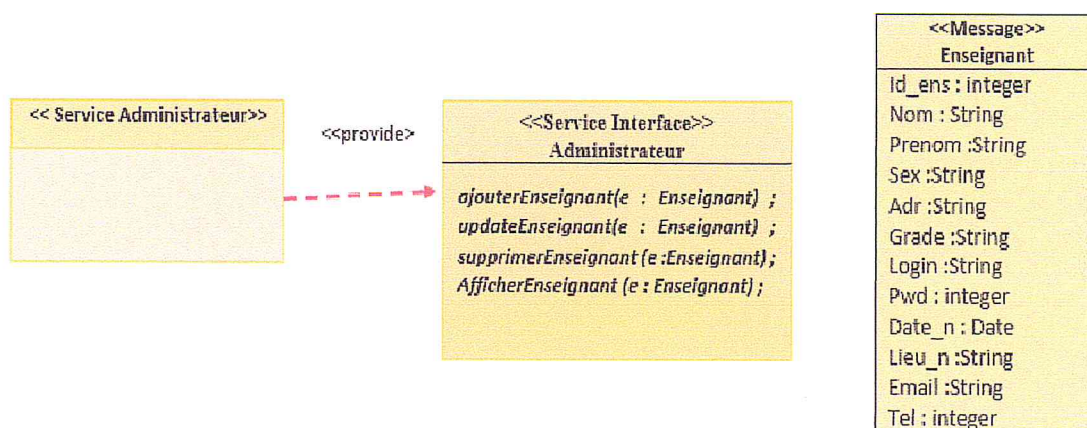 << Service Administrateur>>
<<provide>
<<Service Interface>>
Administrateur
ajouterEnseignant(e : Enseignant) ;
updateEnseignant(e : Enseignant) ;
supprimerEnseignant (e :Enseignant) ;
AfficherEnseignant (e : Enseignant) ;
<<Message>>
Enseignant
Id_ens : integer
Nom : String
Prenom :String
Sex :String
Adr :String
Grade :String
Login :String
Pwd : integer
Date_n : Date
Lieu_n :String
Email :String
Tel : integer